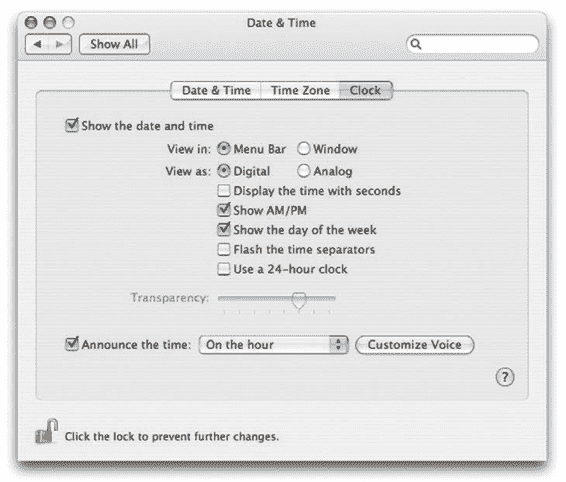 Date & Time
Show All
Date & Time Time Zone Clock
Show the date and time
View in: Menu Bar Window
View as: Digital Analog
Display the time with seconds
Show AM/PM
Show the day of the week
Flash the time separators
Use a 24-hour clock
Transparency:
Announce the time: On the hour Customize Voice
?
Click the lock to prevent further changes.